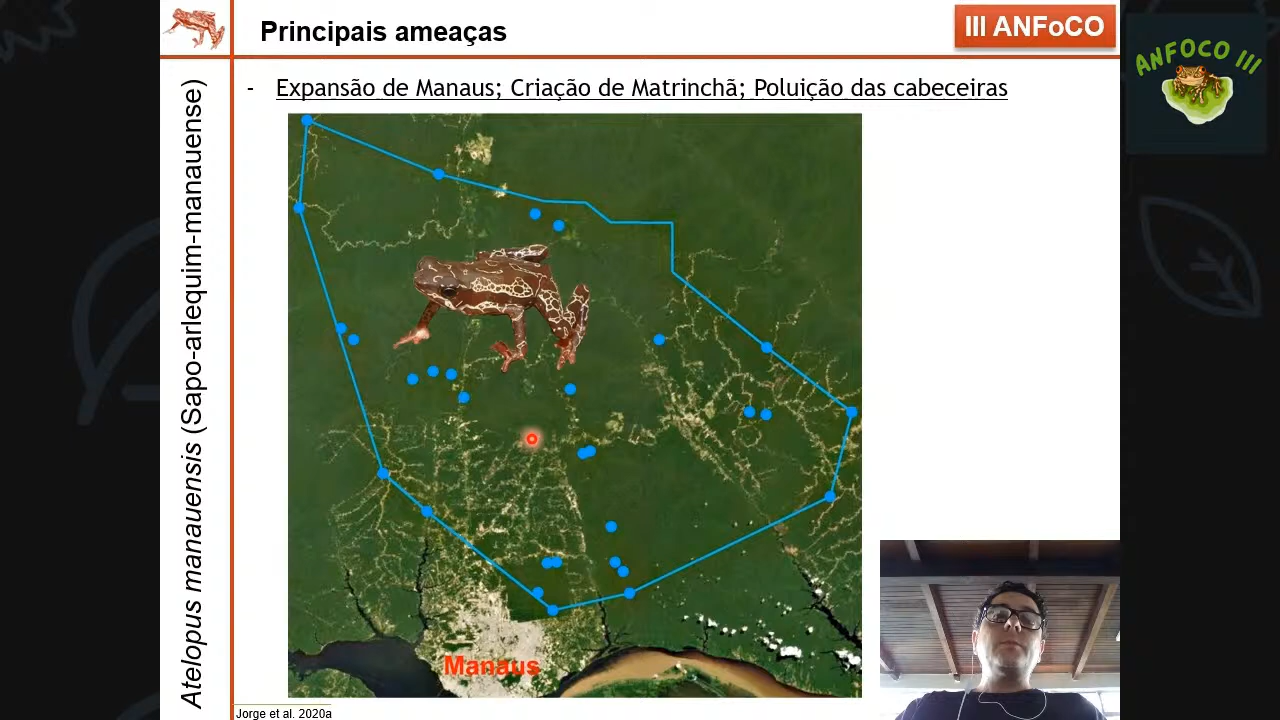 Principais ameaças
III ANFoCO
ANFOCO III
- Expansão de Manaus; Criação de Matrinchã; Poluição das cabeceiras
Atelopus manauensis (Sapo-arlequim-manauense)
Manaus
Jorge et al. 2020a